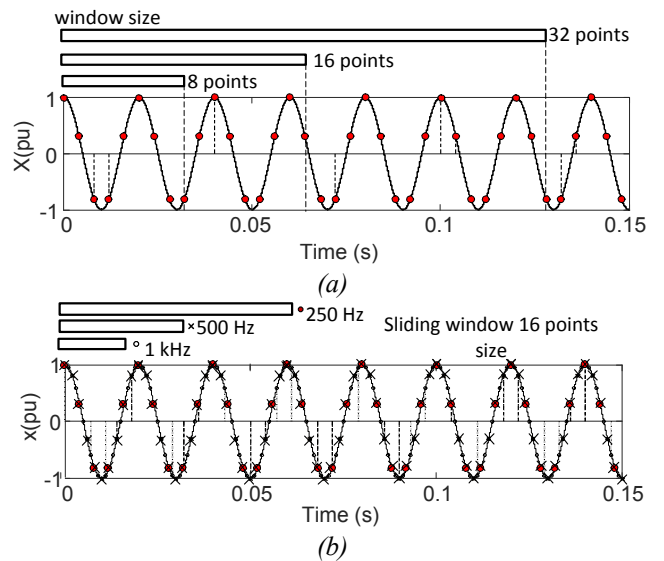 window size
32 points
16 points
8 points
1
0
-1
X(pu)
0
0.05
0.1
0.15
Time (s)
(a)
250 Hz
×500 Hz
1 kHz
Sliding window 16 points
size
1
0
-1
x(pu)
0
0.05
0.1
0.15
Time (s)
(b)